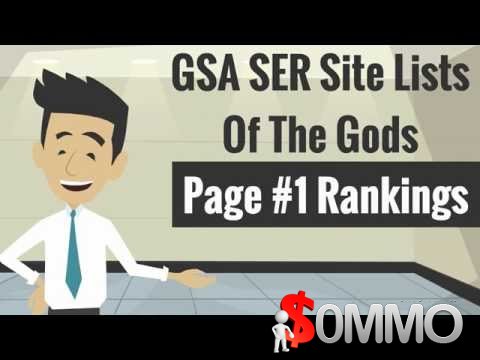 GSA SER Site Lists
Of The Gods
Page #1 Rankings
$OMMO